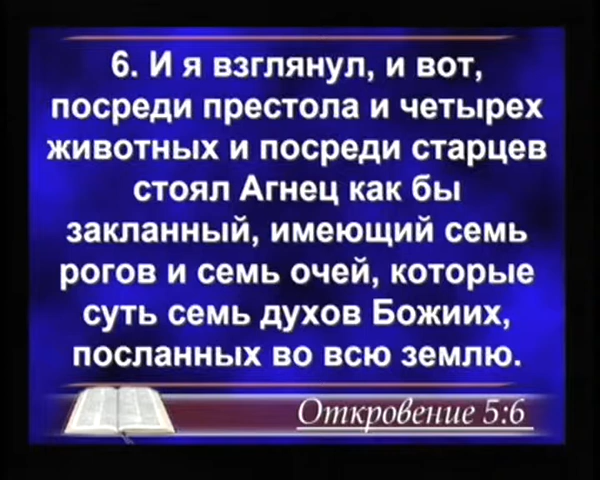 6. И я взглянул, и вот,
посреди престола и четырех
животных и посреди старцев
стоял Агнец как бы
закланный, имеющий семь
рогов и семь очей, которые
суть семь духов Божиих,
посланных во всю землю.
Откровение 5:6